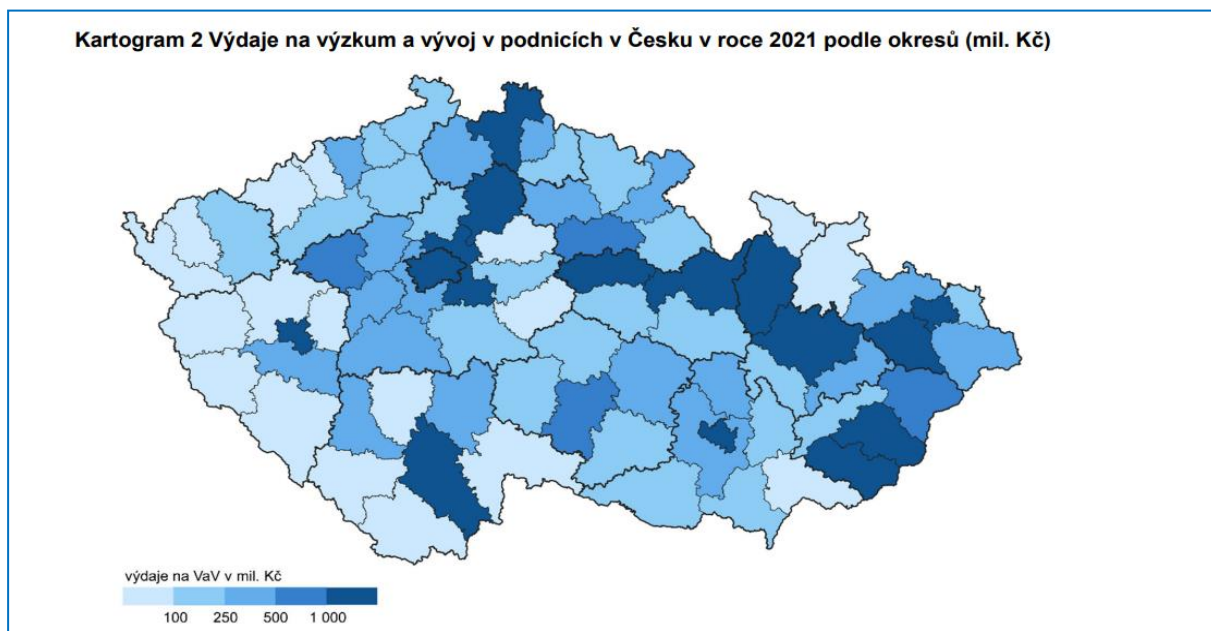 Kartogram 2 Výdaje na výzkum a vývoj v podnicích v Česku v roce 2021 podle okresů (mil. Kč)
výdaje na VaV v mil. Kč
100 250 500 1 000